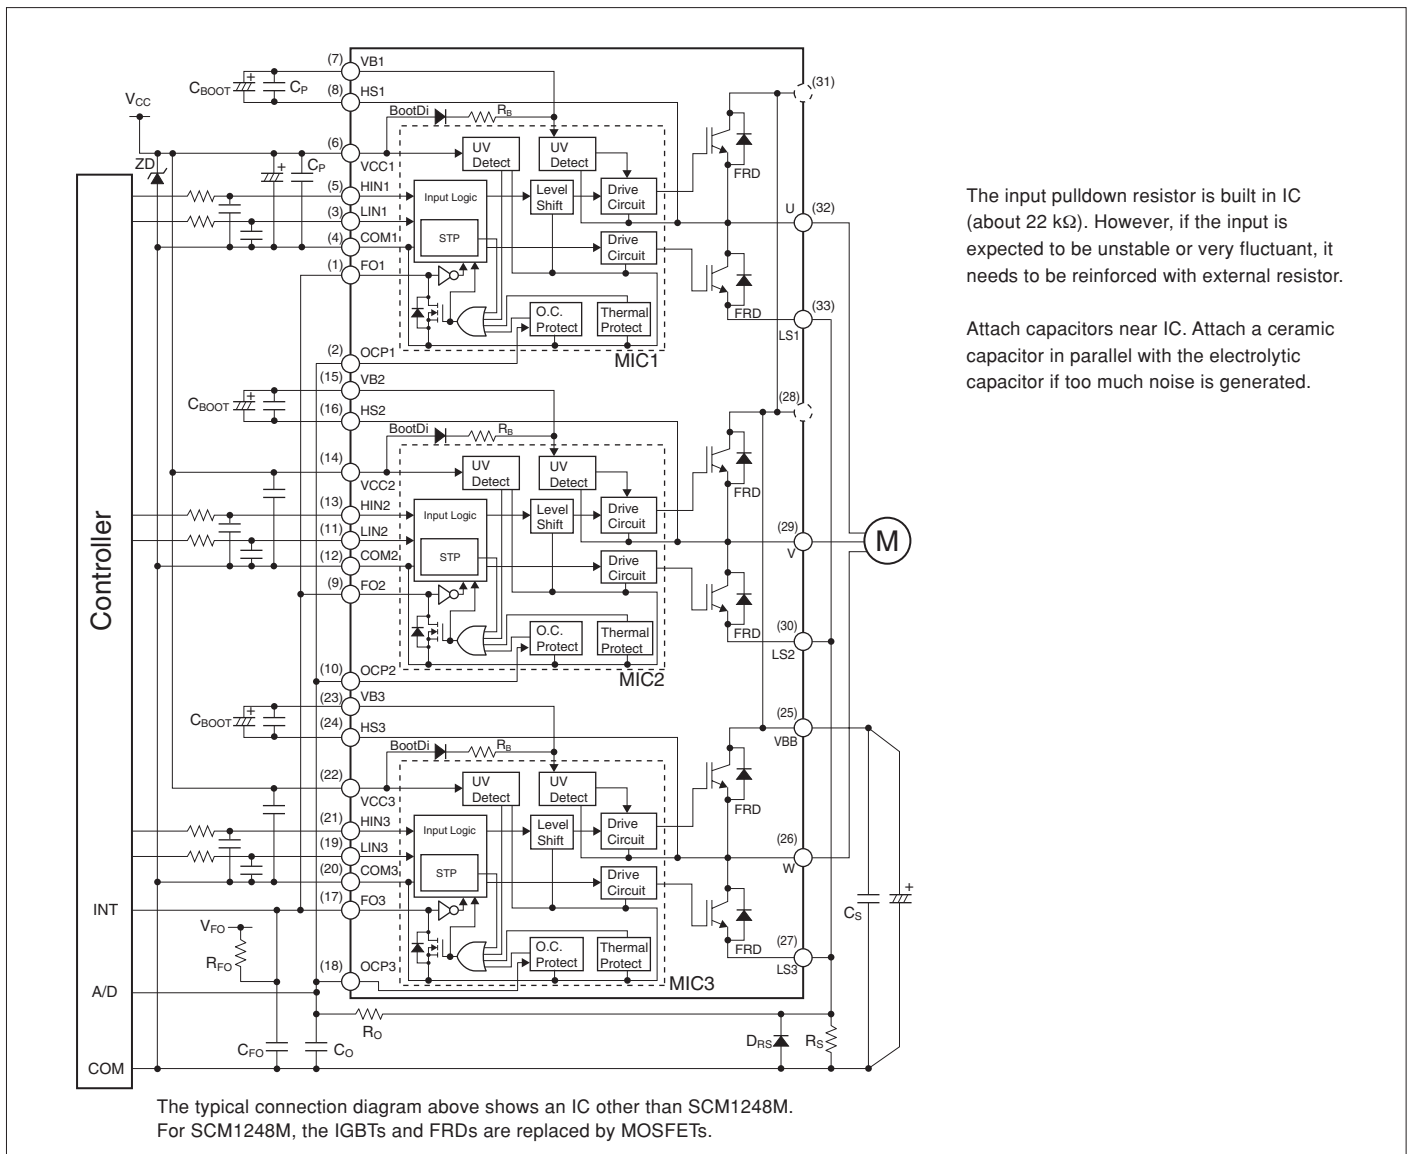 (7) VB1
CBOOT + CP
(8) HS1
VCC
BootDi RB
(31)
(6) VCC1
ZD
+ CP
UV Detect
UV Detect
FRD
(5) HIN1
Input Logic
Level Shift
Drive Circuit
(3) LIN1
U (32)
STP
(4) COM1
Drive Circuit
(1) FO1
FRD
O.C. Protect
Thermal Protect
(33)
LS1
MIC1
(2) OCP1
(15) VB2
CBOOT +
(16) HS2
(28)
BootDi RB
(14) VCC2
UV Detect
UV Detect
FRD
(13) HIN2
Input Logic
Level Shift
Drive Circuit
(11) LIN2
(29)
V
M
STP
(12) COM2
Drive Circuit
(9) FO2
FRD
O.C. Protect
Thermal Protect
(30)
LS2
MIC2
(10) OCP2
(23) VB3
CBOOT +
(24) HS3
(25)
VBB
BootDi RB
(22) VCC3
UV Detect
UV Detect
FRD
(21) HIN3
Input Logic
Level Shift
Drive Circuit
(19) LIN3
(26)
W
STP
(20) COM3
Drive Circuit
(17) FO3
FRD
CS +
O.C. Protect
Thermal Protect
(27)
LS3
MIC3
(18) OCP3
Controller
INT
VFO
RFO
A/D
RO
CFO
CO
DRS
RS
COM
The input pulldown resistor is built in IC
(about 22 kΩ). However, if the input is
expected to be unstable or very fluctuant, it
needs to be reinforced with external resistor.
Attach capacitors near IC. Attach a ceramic
capacitor in parallel with the electrolytic
capacitor if too much noise is generated.
The typical connection diagram above shows an IC other than SCM1248M.
For SCM1248M, the IGBTs and FRDs are replaced by MOSFETs.